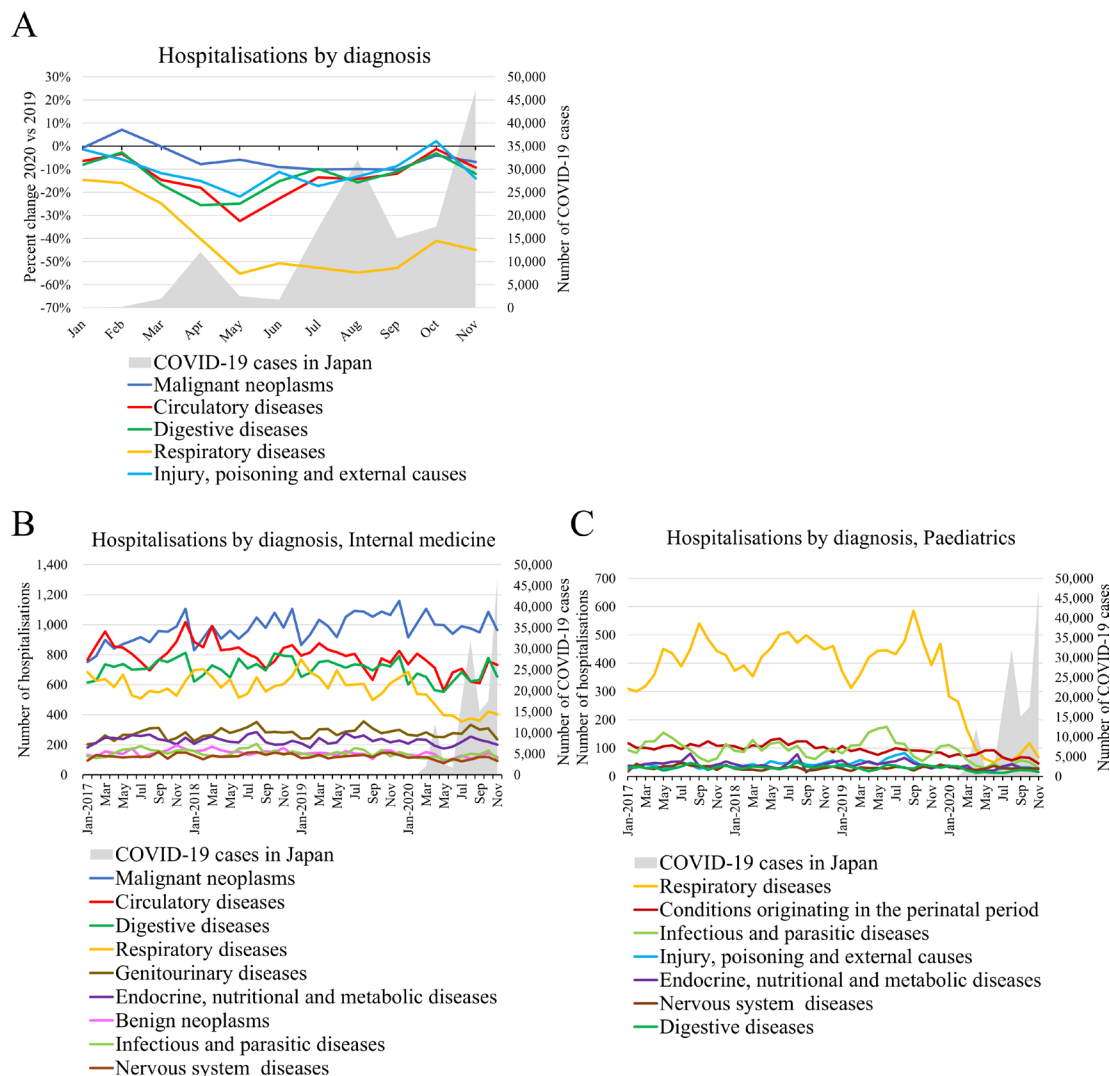 A
Hospitalisations by diagnosis
Percent change 2020 vs 2019
30%
20%
10%
0%
-10%
-20%
-30%
-40%
-50%
-60%
-70%
50,000
45,000
40,000
35,000
30,000
25,000
20,000
15,000
10,000
5,000
0
Number of COVID-19 cases
Jan Feb Mar Apr May Jun Jul Aug Sep Oct Nov
COVID-19 cases in Japan
Malignant neoplasms
Circulatory diseases
Digestive diseases
Respiratory diseases
Injury, poisoning and external causes
B
Hospitalisations by diagnosis, Internal medicine
Number of hospitalisations
1,400
1,200
1,000
800
600
400
200
0
50,000
45,000
40,000
35,000
30,000
25,000
20,000
15,000
10,000
5,000
0
Number of COVID-19 cases
Jan-2017 Mar May Jul Sep Nov Jan-2018 Mar May Jul Sep Nov Jan-2019 Mar May Jul Sep Nov Jan-2020 Mar May Jul Sep Nov
COVID-19 cases in Japan
Malignant neoplasms
Circulatory diseases
Digestive diseases
Respiratory diseases
Genitourinary diseases
Endocrine, nutritional and metabolic diseases
Benign neoplasms
Infectious and parasitic diseases
Nervous system diseases
C
Hospitalisations by diagnosis, Paediatrics
Number of hospitalisations
700
600
500
400
300
200
100
0
50,000
45,000
40,000
35,000
30,000
25,000
20,000
15,000
10,000
5,000
0
Number of COVID-19 cases
Jan-2017 Mar May Jul Sep Nov Jan-2018 Mar May Jul Sep Nov Jan-2019 Mar May Jul Sep Nov Jan-2020 Mar May Jul Sep Nov
COVID-19 cases in Japan
Respiratory diseases
Conditions originating in the perinatal period
Infectious and parasitic diseases
Injury, poisoning and external causes
Endocrine, nutritional and metabolic diseases
Nervous system diseases
Digestive diseases